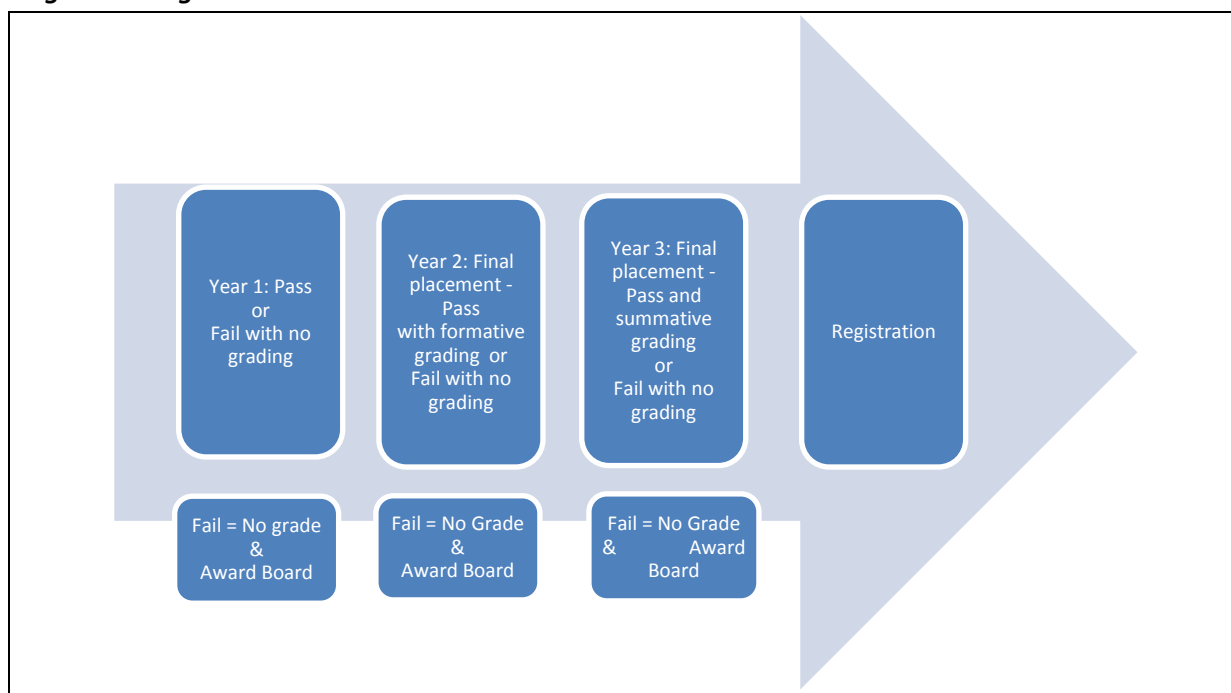 Year 1: Pass
or
Fail with no
grading
Year 2: Final
placement -
Pass
with formative
grading or
Fail with no
grading
Year 3: Final
placement -
Pass and
summative
grading
or
Fail with no
grading
Registration
Fail = No grade
&
Award Board
Fail = No Grade
&
Award Board
Fail = No Grade
& Award
Board